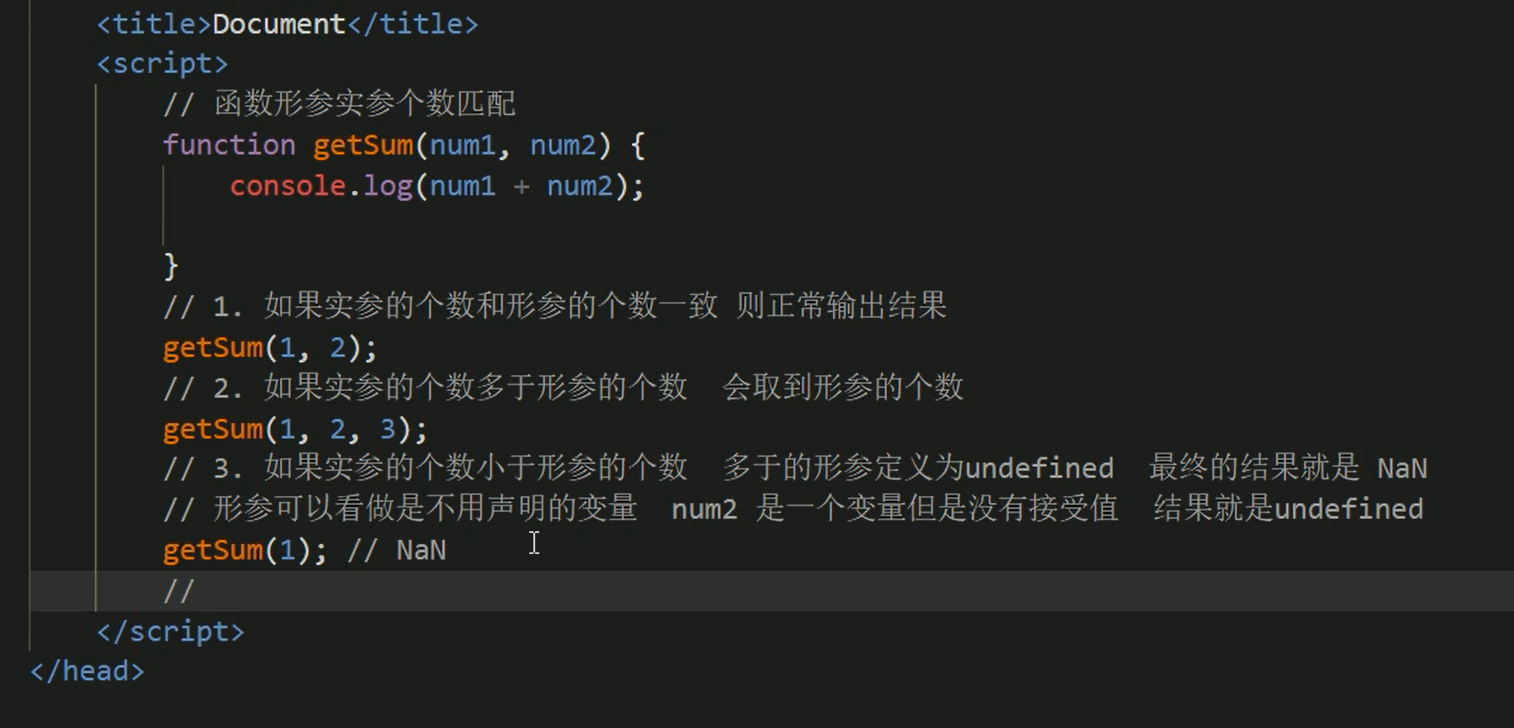 <title>Document</title>
<script>
// 函数形参实参个数匹配
function getSum(num1, num2) {
console.log(num1 + num2);
}
// 1. 如果实参的个数和形参的个数一致 则正常输出结果
getSum(1, 2);
// 2. 如果实参的个数多于形参的个数  会取到形参的个数
getSum(1, 2, 3);
// 3. 如果实参的个数小于形参的个数  多于的形参定义为undefined  最终的结果就是 NaN
// 形参可以看做是不用声明的变量  num2 是一个变量但是没有接受值  结果就是undefined
getSum(1); // NaN
//
</script>
</head>